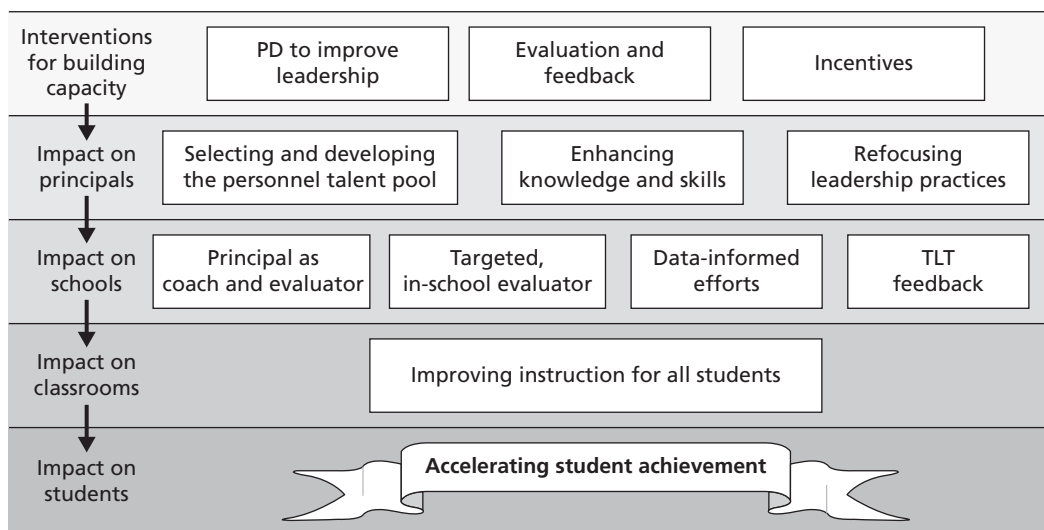 Interventions
for building
capacity
PD to improve
leadership
Evaluation and
feedback
Incentives
Impact on
principals
Selecting and developing
the personnel talent pool
Enhancing
knowledge and skills
Refocusing
leadership practices
Impact on
schools
Principal as
coach and evaluator
Targeted,
in-school evaluator
Data-informed
efforts
TLT
feedback
Impact on
classrooms
Improving instruction for all students
Impact on
students
Accelerating student achievement